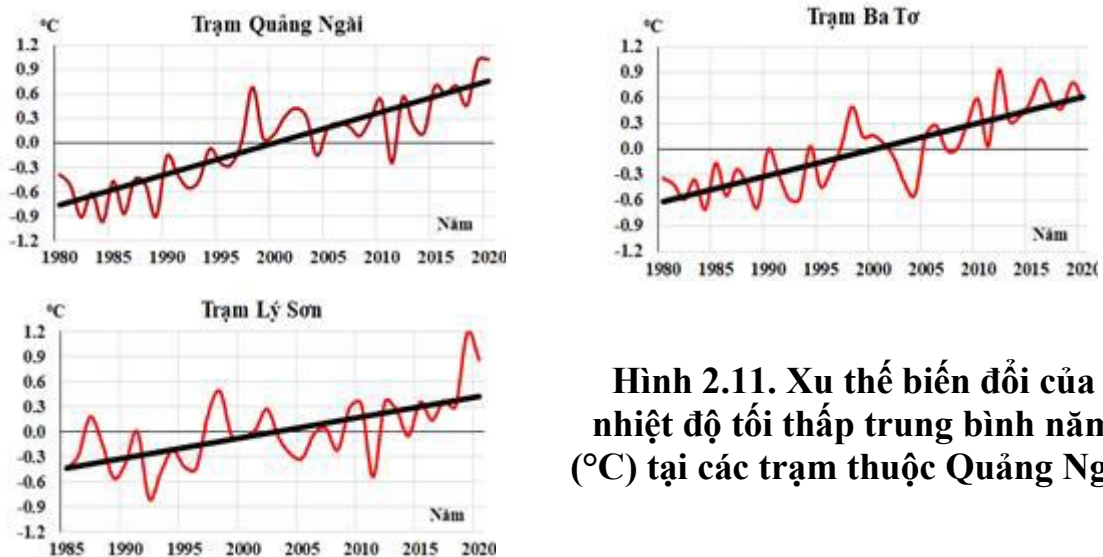 Trạm Quảng Ngãi
°C
1.2
0.9
0.6
0.3
0.0
-0.3
-0.6
-0.9
-1.2
Năm
1980 1985 1990 1995 2000 2005 2010 2015 2020
Trạm Ba Tơ
°C
1.2
0.9
0.6
0.3
0.0
-0.3
-0.6
-0.9
-1.2
Năm
1980 1985 1990 1995 2000 2005 2010 2015 2020
Trạm Lý Sơn
°C
1.2
0.9
0.6
0.3
0.0
-0.3
-0.6
-0.9
-1.2
Năm
1985 1990 1995 2000 2005 2010 2015 2020
Hình 2.11. Xu thế biến đổi của
nhiệt độ tối thấp trung bình năm
(°C) tại các trạm thuộc Quảng